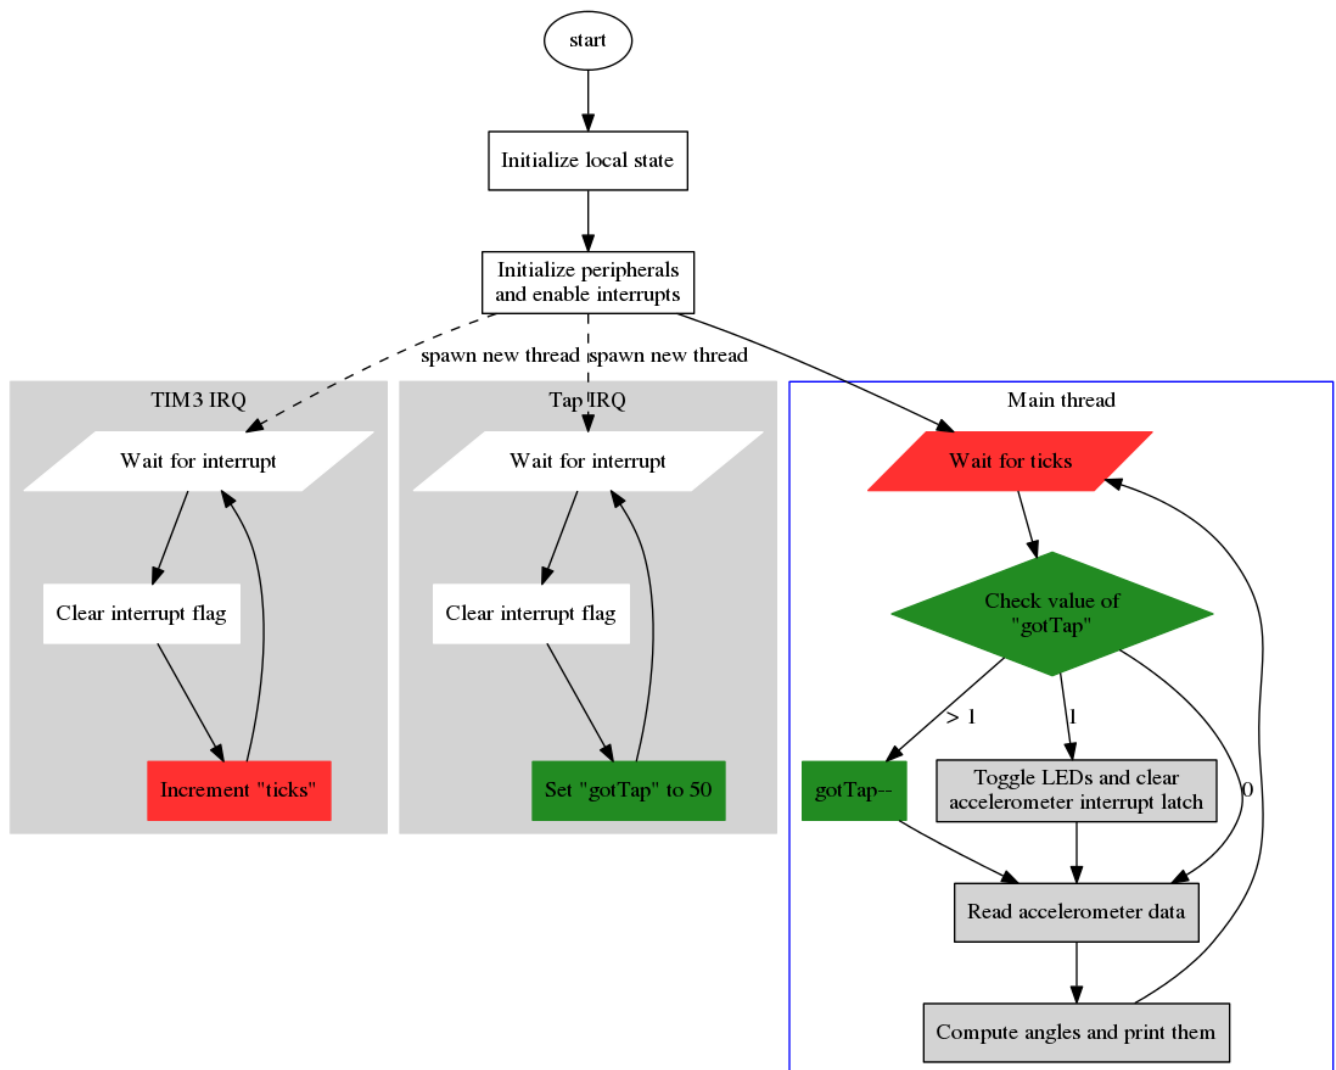 start
Initialize local state
Initialize peripherals
and enable interrupts
spawn new thread
spawn new thread
TIM3 IRQ
Wait for interrupt
Clear interrupt flag
Increment "ticks"
Tap IRQ
Wait for interrupt
Clear interrupt flag
Set "gotTap" to 50
Main thread
Wait for ticks
Check value of
"gotTap"
> 1
1
0
gotTap--
Toggle LEDs and clear
accelerometer interrupt latch
Read accelerometer data
Compute angles and print them